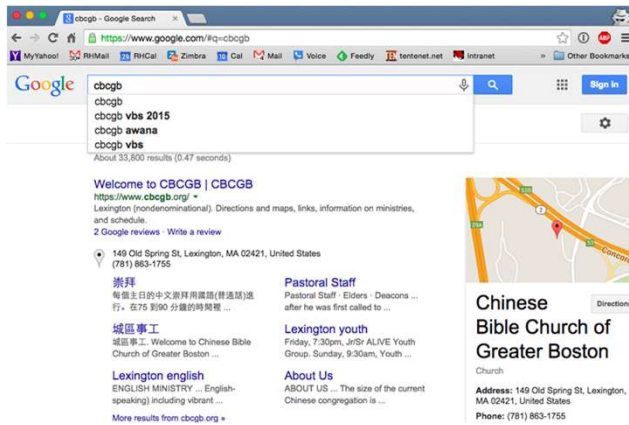 cbcgb - Google Search
https://www.google.com/#q=cbcgb
MyYahoo! RHMail RHCal Zimbra Cal Mail Voice Feedly tentenet.net Intranet » Other Bookmarks
Google cbcgb Sign in
cbcgb
cbcgb vbs 2015
cbcgb awana
cbcgb vbs
About 33,800 results (0.47 seconds)
Welcome to CBCGB | CBCGB
https://www.cbcgb.org/
Lexington (nondenominational). Directions and maps, links, information on ministries,
and schedule.
2 Google reviews · Write a review
149 Old Spring St, Lexington, MA 02421, United States
(781) 863-1755
崇拜
每個主日的中文崇拜用國語(普通話)進
行。在75 到90 分鐘的時間裡 ...
Pastoral Staff
Pastoral Staff · Elders · Deacons ...
after he was first called to ...
城區事工
城區事工. Welcome to Chinese Bible
Church of Greater Boston ...
Lexington youth
Friday, 7:30pm, Jr/Sr ALIVE Youth
Group. Sunday, 9:30am, Youth ...
Lexington english
ENGLISH MINISTRY ... English-
speaking) including vibrant ...
About Us
ABOUT US ... The size of the current
Chinese congregation is ...
More results from cbcgb.org »
Concord
Chinese
Bible Church of
Greater Boston
Directions
Church
Address: 149 Old Spring St, Lexington,
MA 02421, United States
Phone: (781) 863-1755